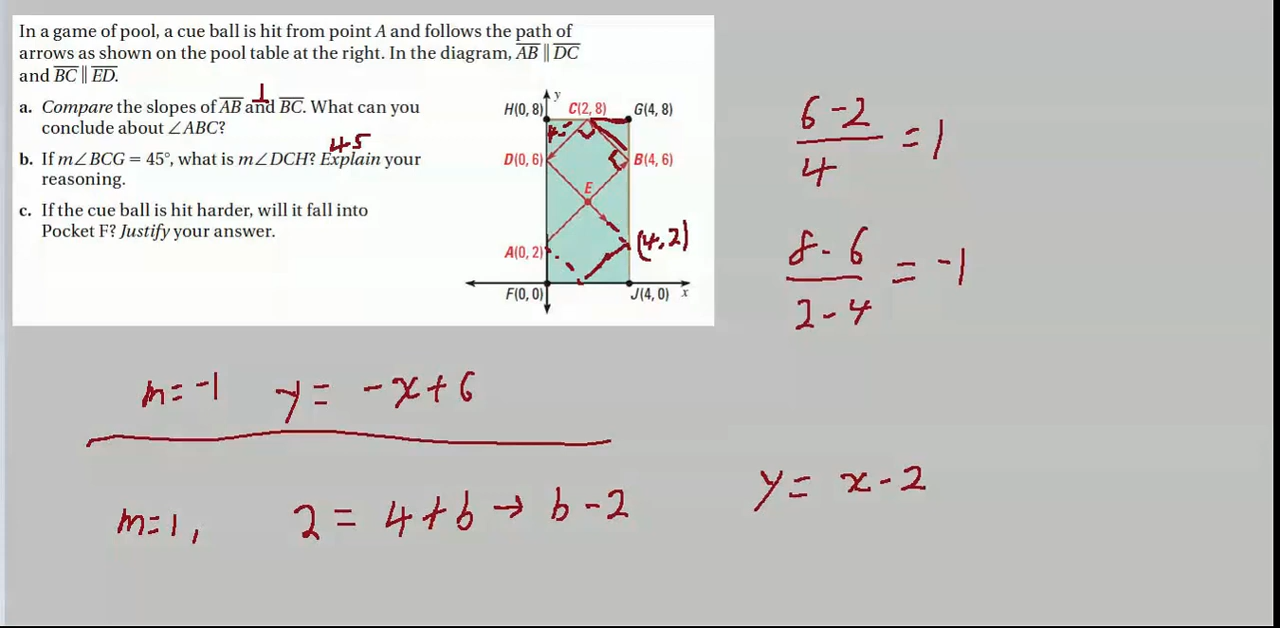 In a game of pool, a cue ball is hit from point A and follows the path of
arrows as shown on the pool table at the right. In the diagram, AB || DC
and BC || ED.
a. Compare the slopes of AB and BC. What can you
conclude about ∠ABC?
⊥
b. If m∠BCG = 45°, what is m∠DCH? Explain your
reasoning.
45
c. If the cue ball is hit harder, will it fall into
Pocket F? Justify your answer.
y
H(0, 8) C(2, 8) G(4, 8)
45
D(0, 6) B(4, 6)
E
A(0, 2) (4, 2)
F(0, 0) J(4, 0) x
6 - 2
4
= 1
8 - 6
2 - 4
= -1
m = -1 y = -x + 6
m = 1, 2 = 4 + b → b - 2 y = x - 2